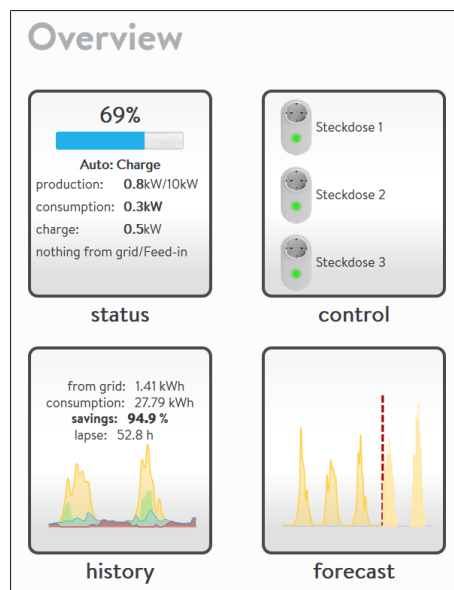 Overview
69%
Auto: Charge
production: 0.8kW/10kW
consumption: 0.3kW
charge: 0.5kW
nothing from grid/Feed-in
status
Steckdose 1
Steckdose 2
Steckdose 3
control
from grid: 1.41 kWh
consumption: 27.79 kWh
savings: 94.9 %
lapse: 52.8 h
history
forecast